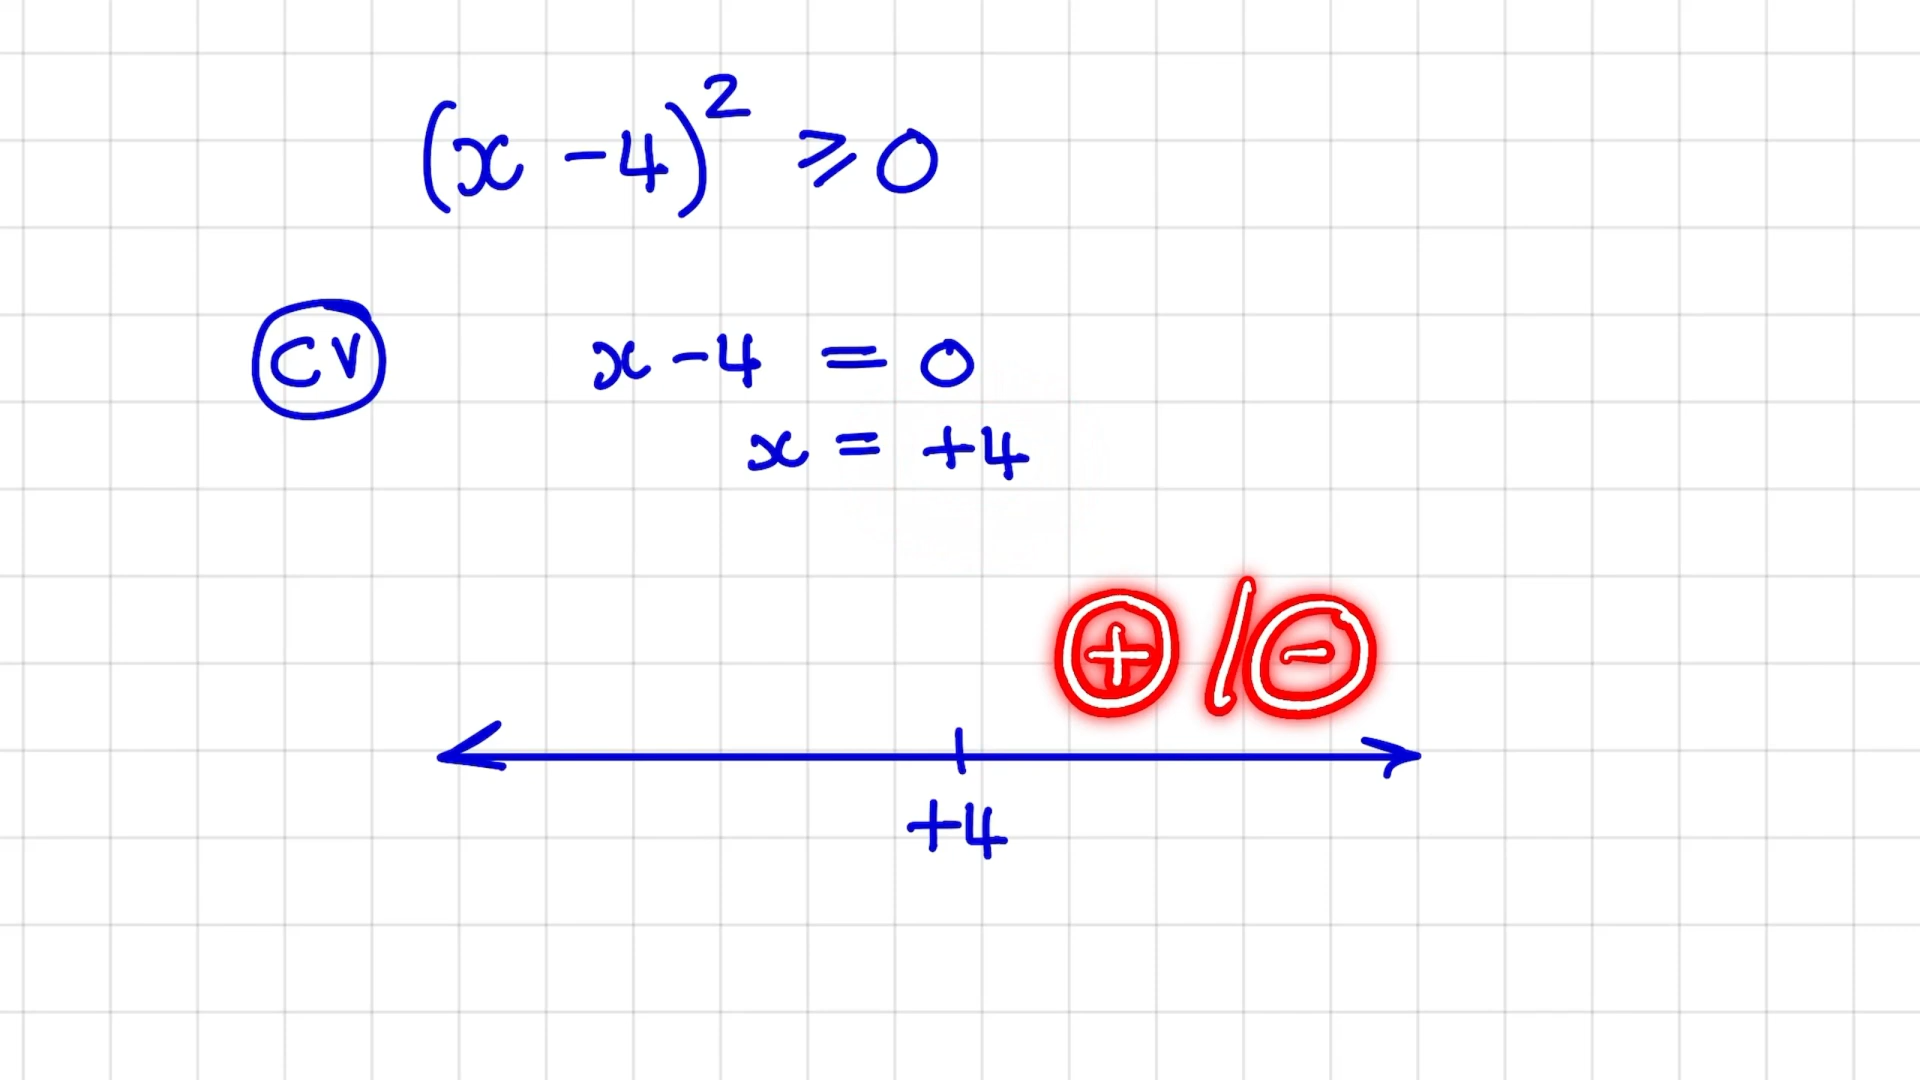 (x - 4)² ⩾ 0
CV x - 4 = 0
x = +4
⊕ / ⊖
+4